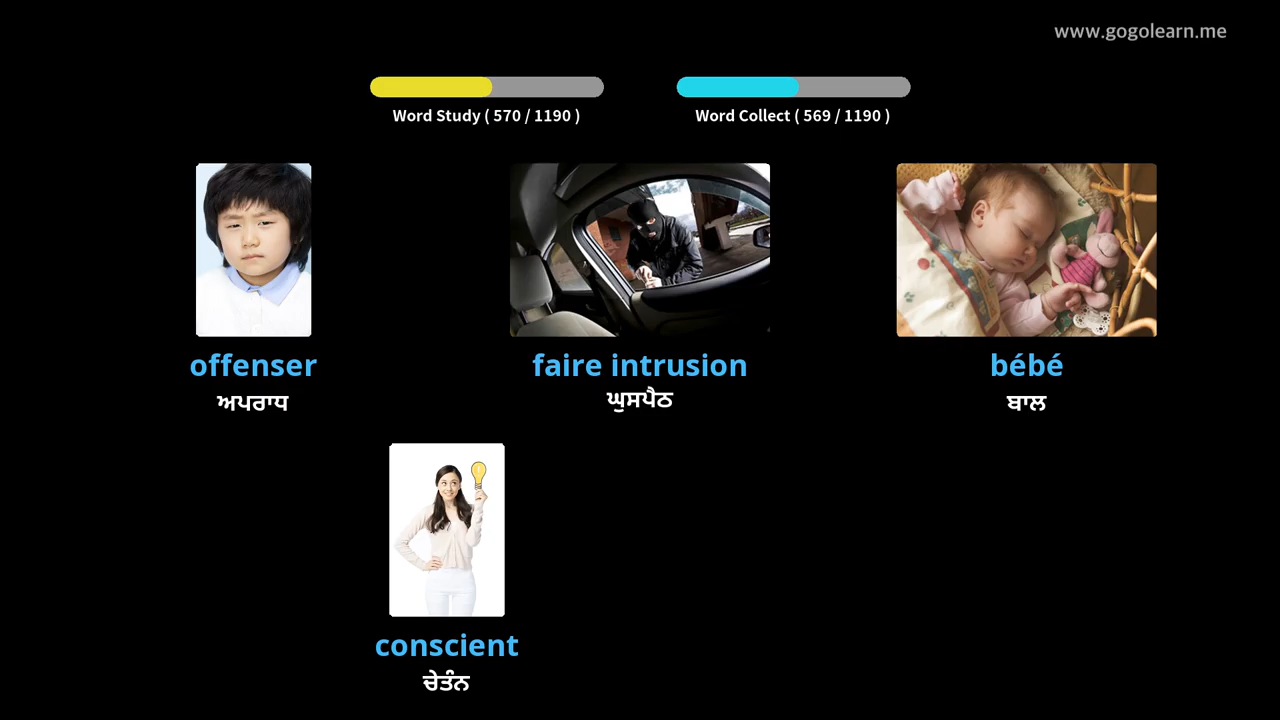 www.gogolearn.me
Word Study ( 570 / 1190 )
Word Collect ( 569 / 1190 )
offenser
ਅਪਰਾਧ
faire intrusion
ਘੁਸਪੈਠ
bébé
ਬਾਲ
conscient
ਚੇਤੰਨ